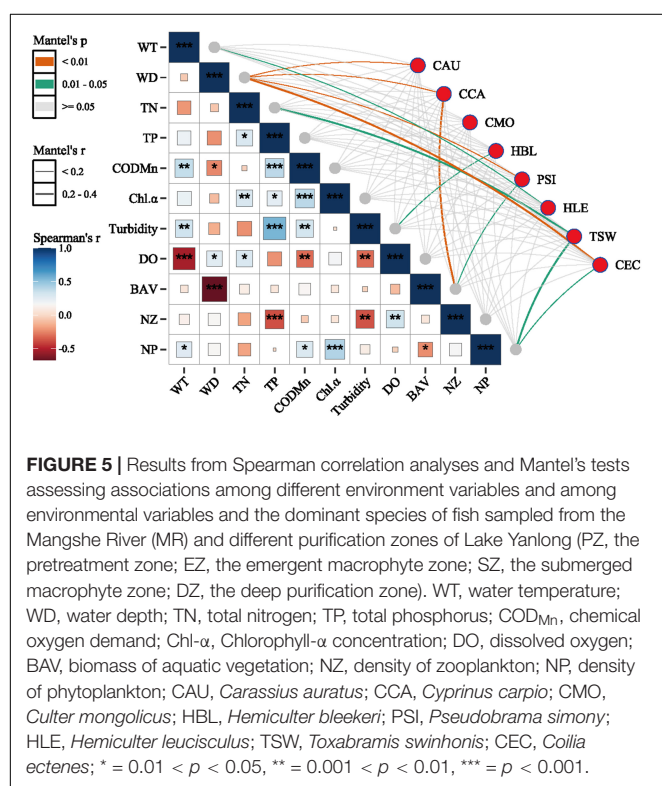 Mantel's p
< 0.01
0.01 - 0.05
>= 0.05
Mantel's r
< 0.2
0.2 - 0.4
Spearman's r
1.0
0.5
0.0
-0.5
WT ***
WD ***
TN ***
TP * ***
CODMn ** * *** ***
Chl.α ** * *** ***
Turbidity ** *** ** ***
DO *** * * ** ** ***
BAV *** ***
NZ *** ** ** ***
NP * * *** * ***
WT WD TN TP CODMn Chl.α Turbidity DO BAV NZ NP
CAU
CCA
CMO
HBL
PSI
HLE
TSW
CEC
FIGURE 5 | Results from Spearman correlation analyses and Mantel's tests
assessing associations among different environment variables and among
environmental variables and the dominant species of fish sampled from the
Mangshe River (MR) and different purification zones of Lake Yanlong (PZ, the
pretreatment zone; EZ, the emergent macrophyte zone; SZ, the submerged
macrophyte zone; DZ, the deep purification zone). WT, water temperature;
WD, water depth; TN, total nitrogen; TP, total phosphorus; CODMn, chemical
oxygen demand; Chl-α, Chlorophyll-α concentration; DO, dissolved oxygen;
BAV, biomass of aquatic vegetation; NZ, density of zooplankton; NP, density
of phytoplankton; CAU, Carassius auratus; CCA, Cyprinus carpio; CMO,
Culter mongolicus; HBL, Hemiculter bleekeri; PSI, Pseudobrama simony;
HLE, Hemiculter leucisculus; TSW, Toxabramis swinhonis; CEC, Coilia
ectenes; * = 0.01 < p < 0.05, ** = 0.001 < p < 0.01, *** = p < 0.001.